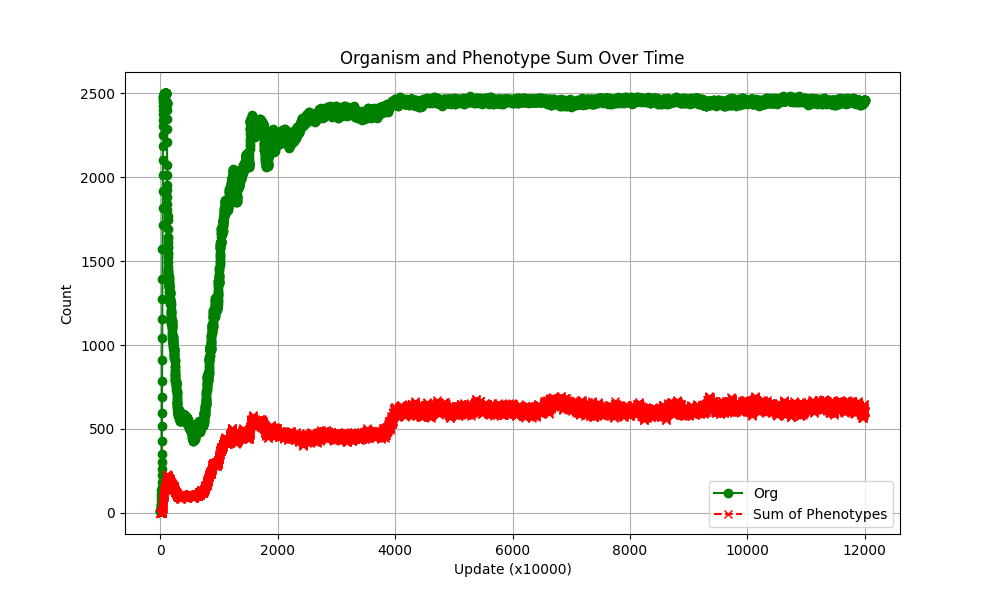 Organism and Phenotype Sum Over Time
2500
2000
1500
1000
500
0
Count
0 2000 4000 6000 8000 10000 12000
Update (x10000)
Org
Sum of Phenotypes